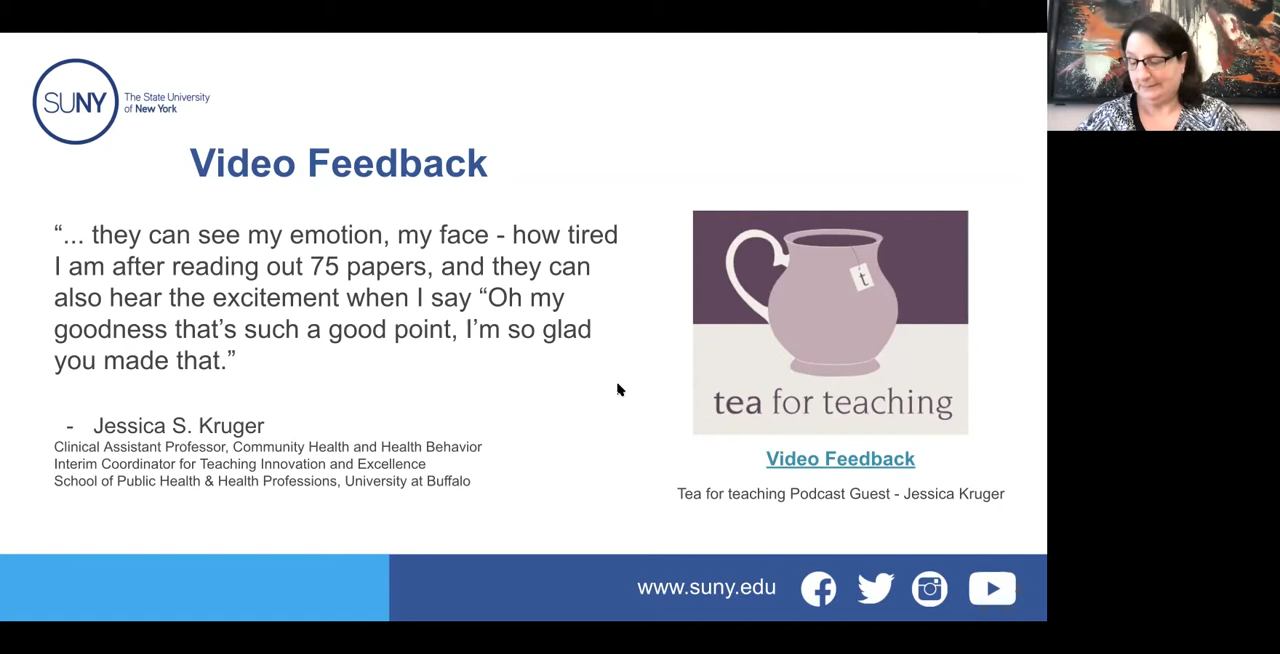 SUNY
The State University
of New York
Video Feedback
“... they can see my emotion, my face - how tired
I am after reading out 75 papers, and they can
also hear the excitement when I say “Oh my
goodness that’s such a good point, I’m so glad
you made that.”
- Jessica S. Kruger
Clinical Assistant Professor, Community Health and Health Behavior
Interim Coordinator for Teaching Innovation and Excellence
School of Public Health & Health Professions, University at Buffalo
t
tea for teaching
Video Feedback
Tea for teaching Podcast Guest - Jessica Kruger
www.suny.edu